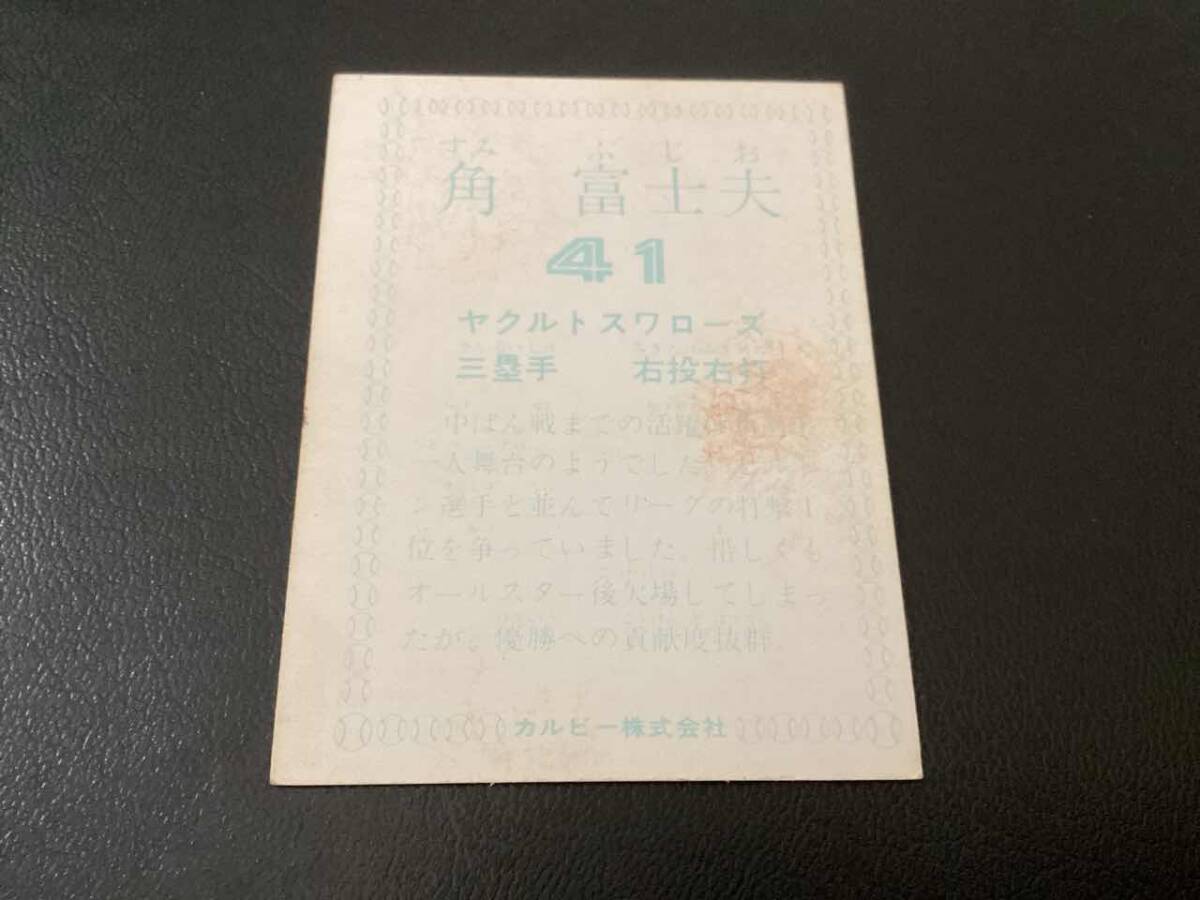 すみ ふじお
角 富士夫
41
ヤクルトスワローズ
三塁手 右投右打
中ばん戦までの活躍
一人舞台のようでした
ン選手と並んでリーグの打撃1
位を争っていました。惜しくも
オールスター後欠場してしまっ
たが。優勝への貢献度抜群。
カルビー株式会社